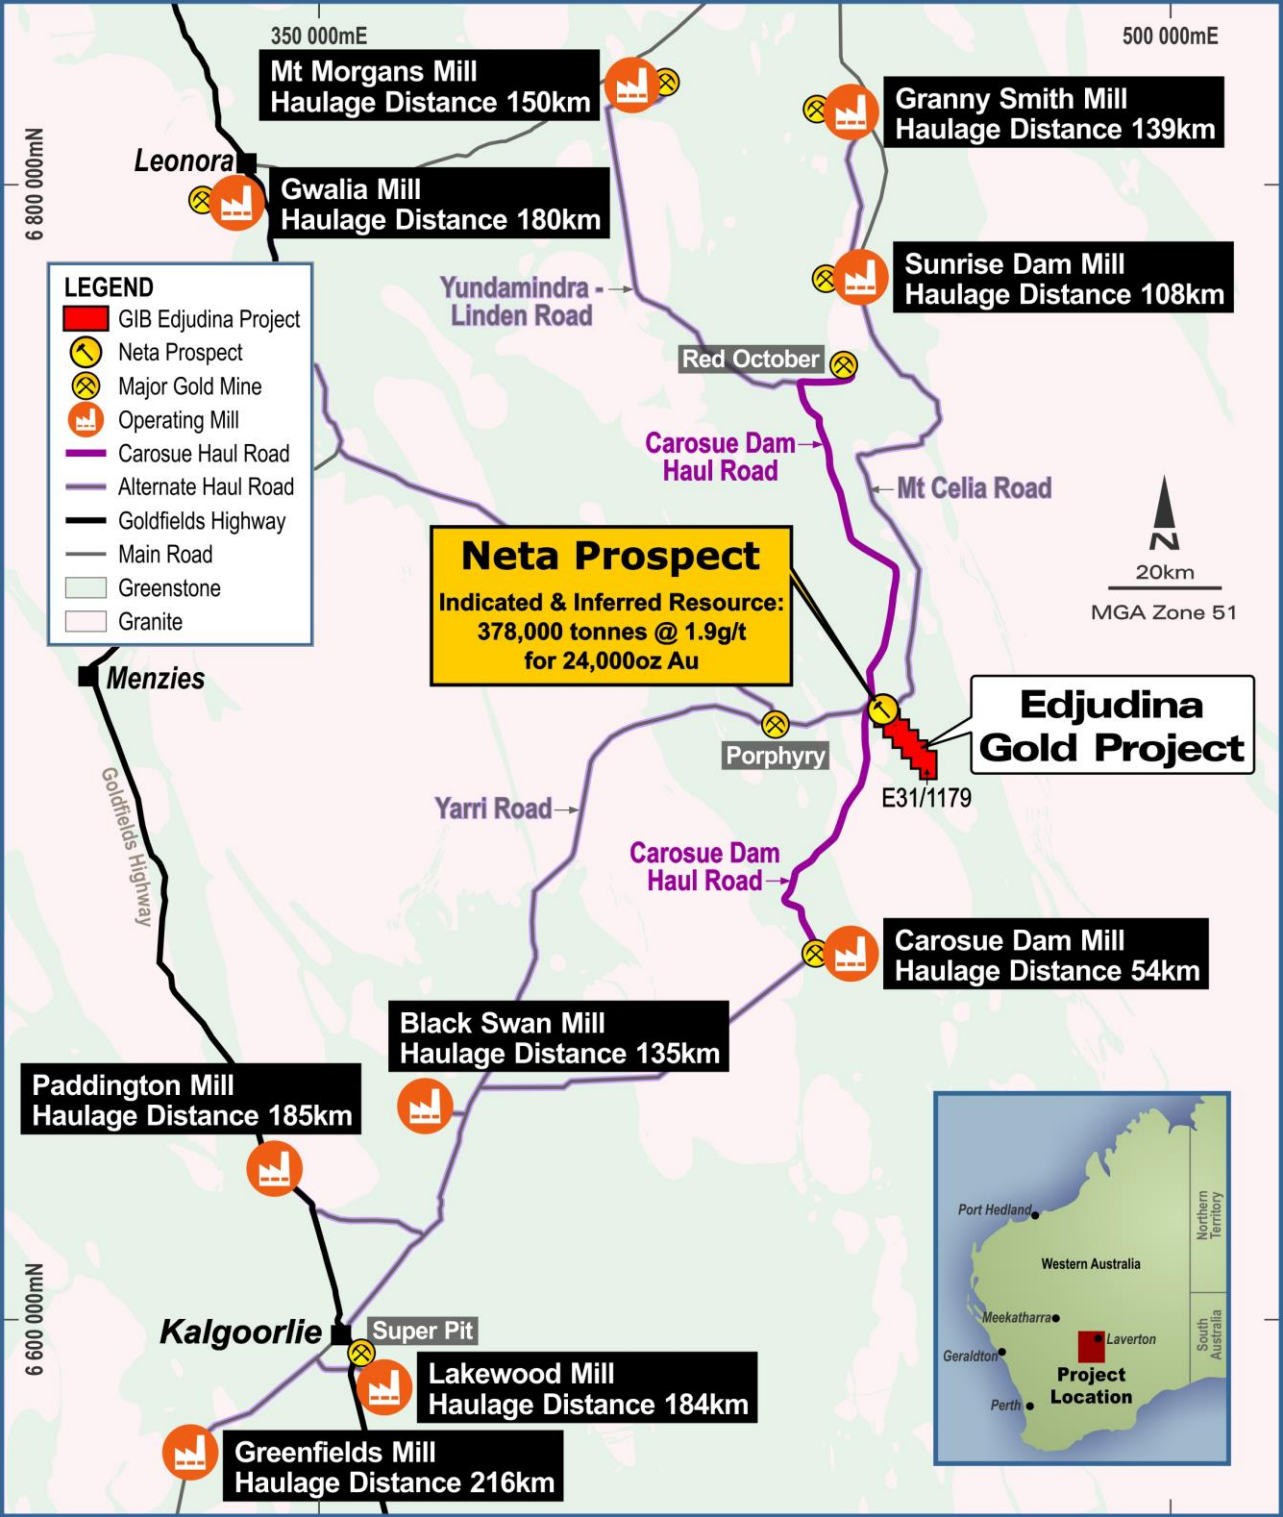 350 000mE
500 000mE
Mt Morgans Mill
Haulage Distance 150km
Granny Smith Mill
Haulage Distance 139km
6 800 000mN
Leonora
Gwalia Mill
Haulage Distance 180km
Sunrise Dam Mill
Haulage Distance 108km
Yundamindra -
Linden Road
LEGEND
GIB Edjudina Project
Neta Prospect
Major Gold Mine
Operating Mill
Carosue Haul Road
Alternate Haul Road
Goldfields Highway
Main Road
Greenstone
Granite
Red October
Carosue Dam
Haul Road
Mt Celia Road
N
20km
MGA Zone 51
Neta Prospect
Indicated & Inferred Resource:
378,000 tonnes @ 1.9g/t
for 24,000oz Au
Menzies
Edjudina
Gold Project
Porphyry
E31/1179
Goldfields Highway
Yarri Road
Carosue Dam
Haul Road
Carosue Dam Mill
Haulage Distance 54km
Black Swan Mill
Haulage Distance 135km
Paddington Mill
Haulage Distance 185km
Port Hedland
Northern
Territory
Western Australia
Meekatharra
Laverton
South
Australia
Geraldton
Project
Location
Perth
6 600 000mN
Kalgoorlie
Super Pit
Lakewood Mill
Haulage Distance 184km
Greenfields Mill
Haulage Distance 216km